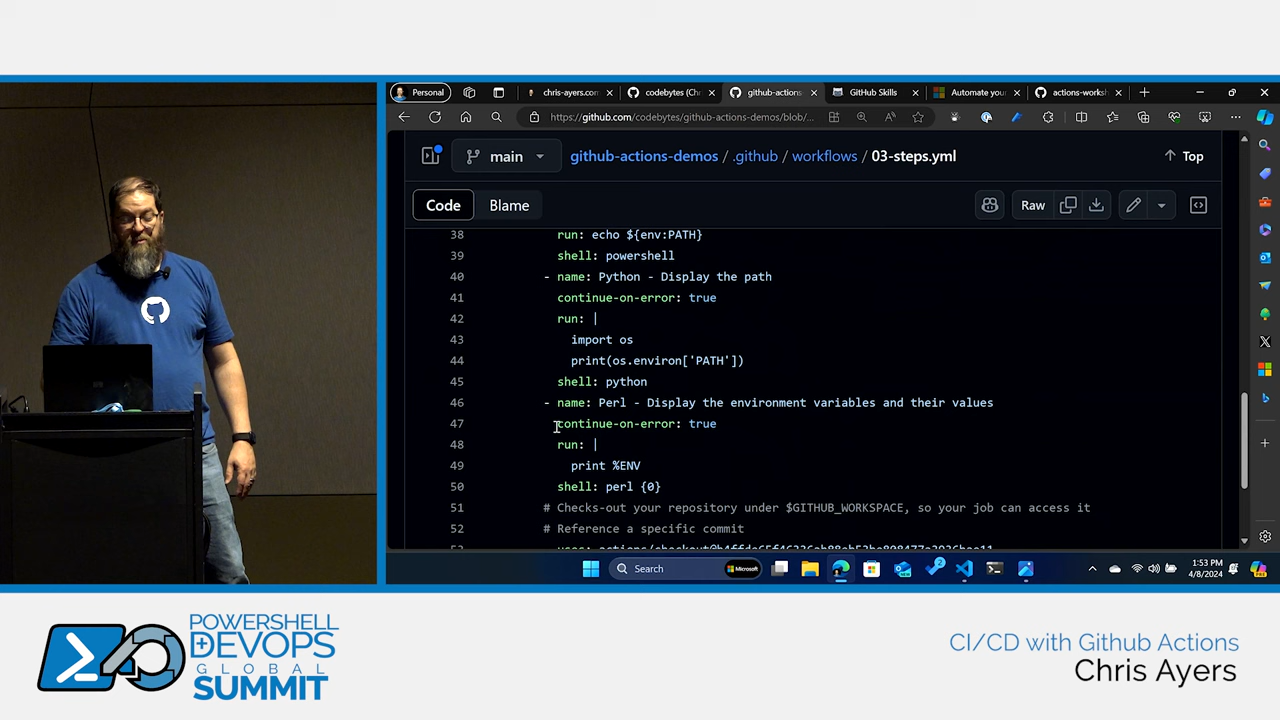 Personal
chris-ayers.com
codebytes (Chr
github-actions
GitHub Skills
Automate your
actions-worksh
https://github.com/codebytes/github-actions-demos/blob/...
main
github-actions-demos / .github / workflows / 03-steps.yml
Top
Code
Blame
Raw
38 run: echo ${env:PATH}
39 shell: powershell
40 - name: Python - Display the path
41 continue-on-error: true
42 run: |
43 import os
44 print(os.environ['PATH'])
45 shell: python
46 - name: Perl - Display the environment variables and their values
47 continue-on-error: true
48 run: |
49 print %ENV
50 shell: perl {0}
51 # Checks-out your repository under $GITHUB_WORKSPACE, so your job can access it
52 # Reference a specific commit
Search
Microsoft
1:53 PM
4/8/2024
POWERSHELL
+DEVOPS
GLOBAL
SUMMIT
CI/CD with Github Actions
Chris Ayers